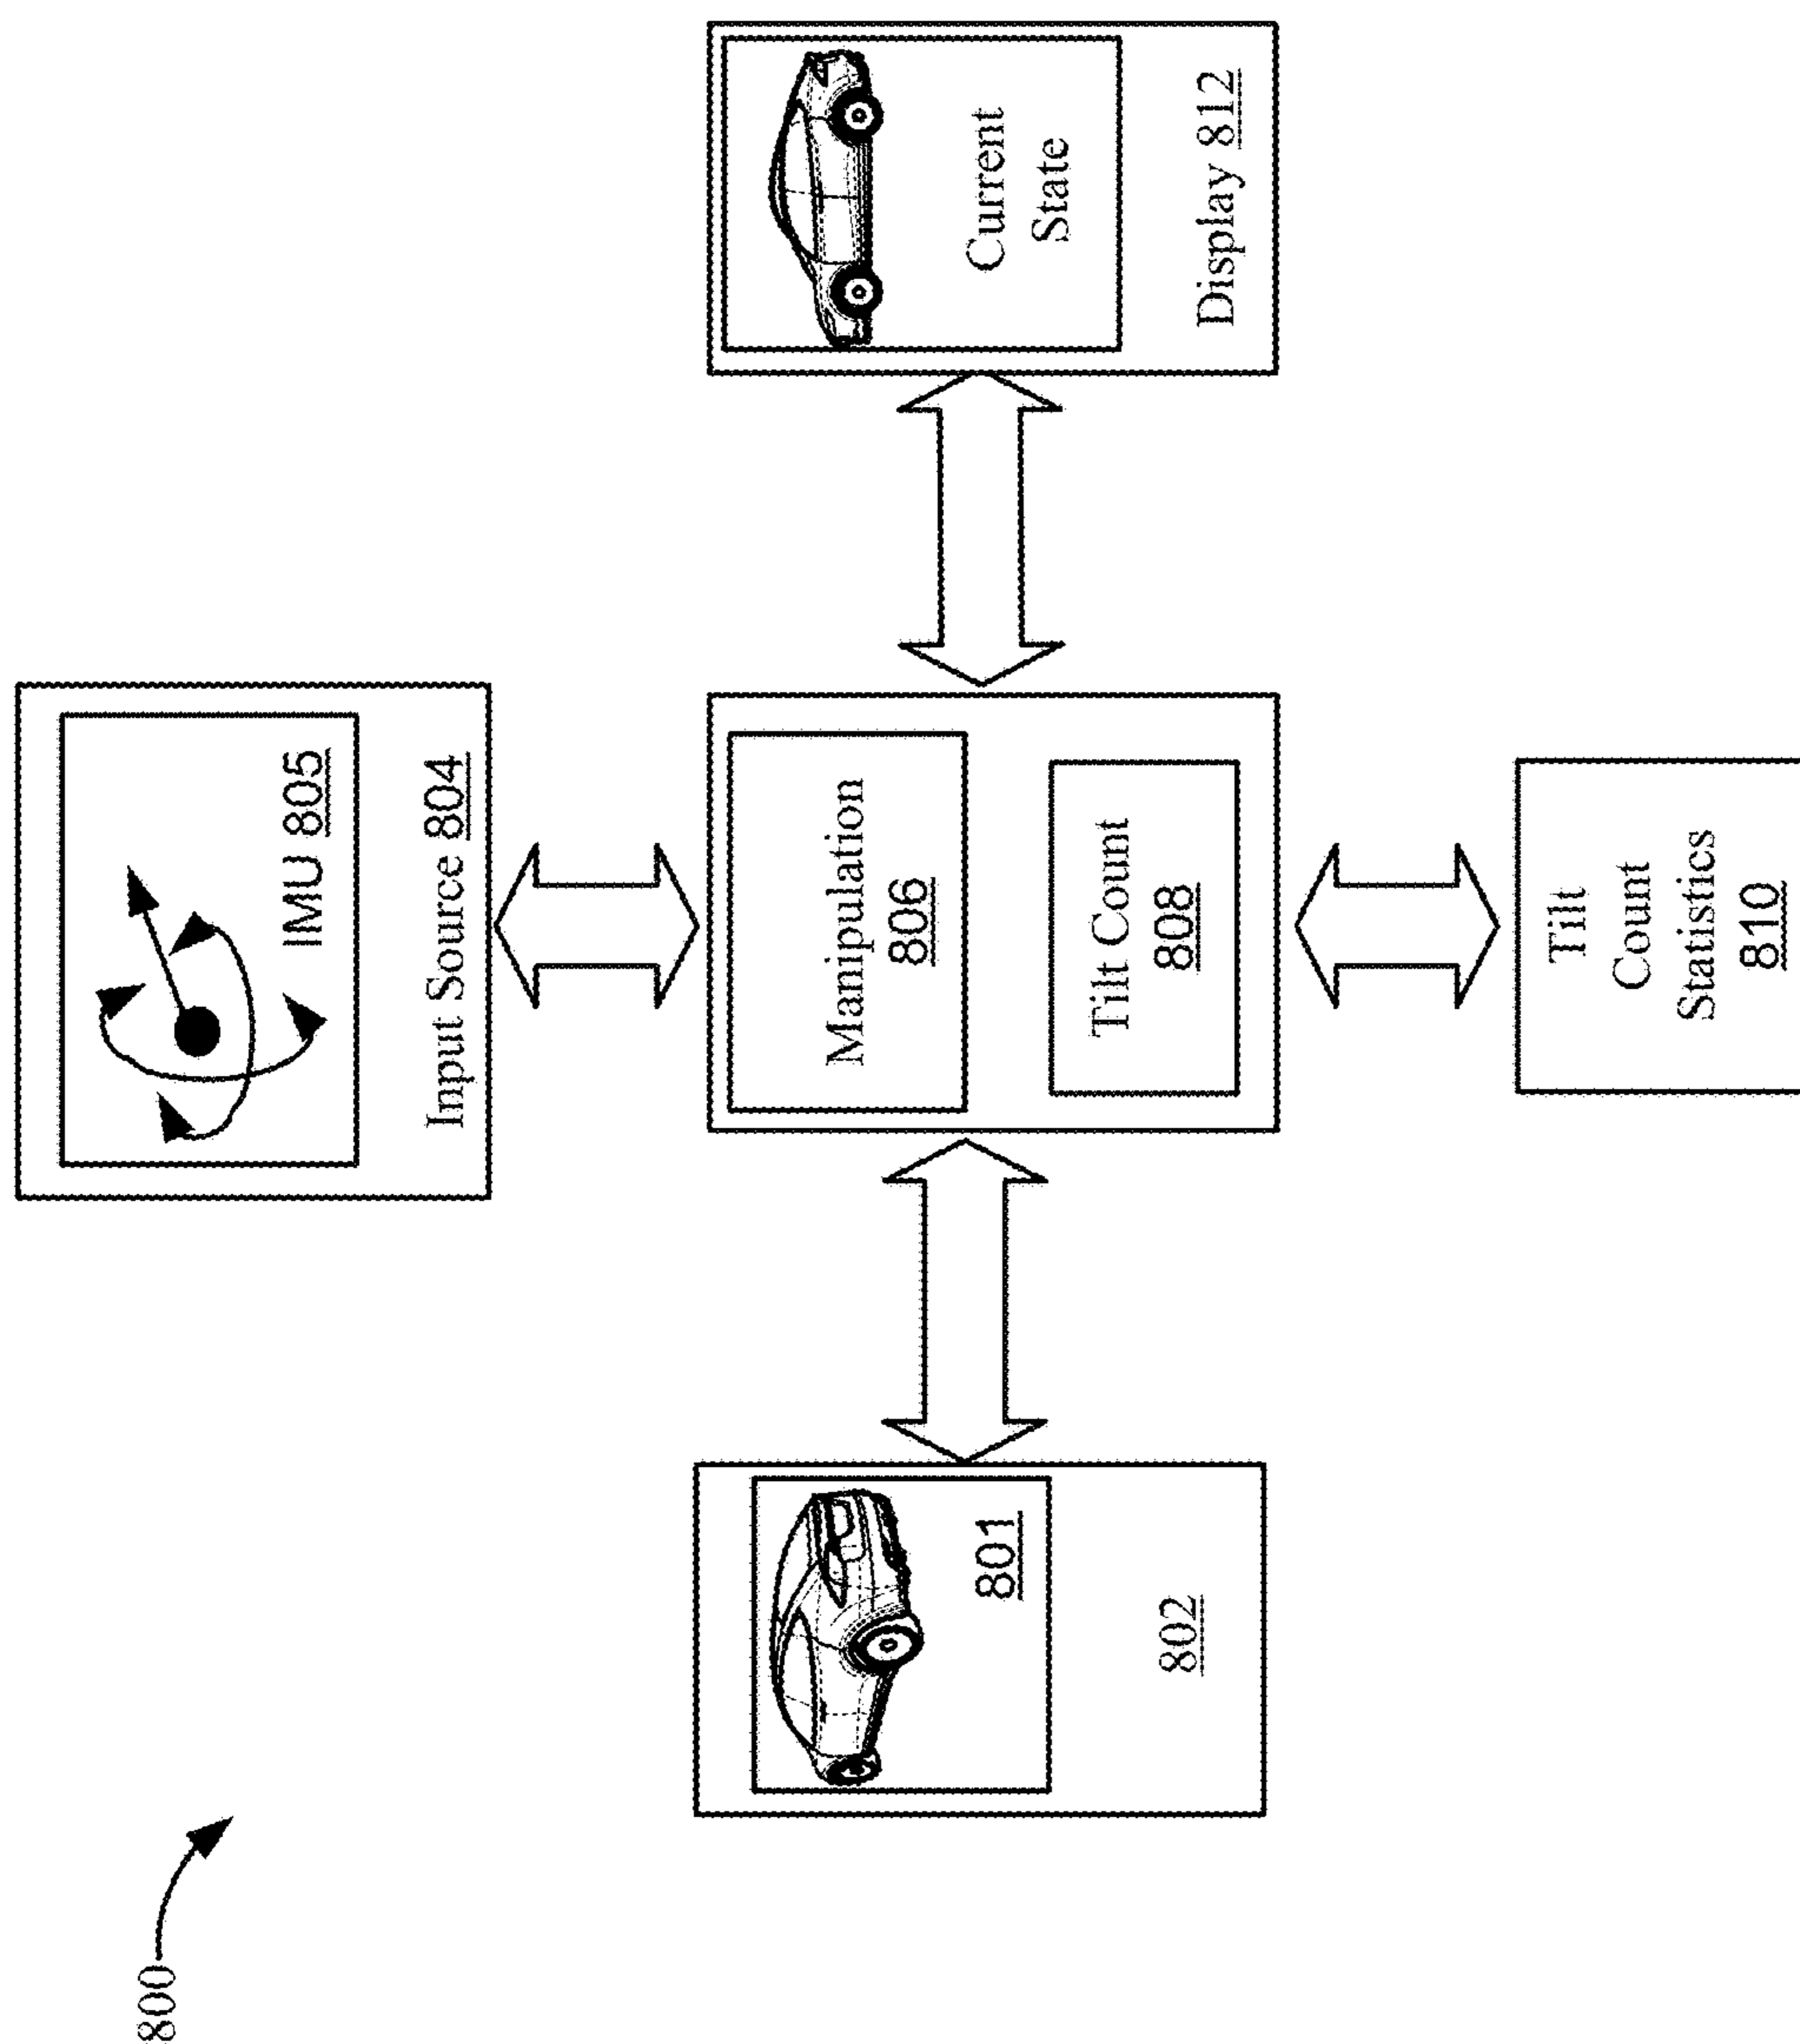 800
IMU 805
Input Source 804
801
802
Manipulation
806
Tilt Count
808
Current
State
Display 812
Tilt
Count
Statistics
810